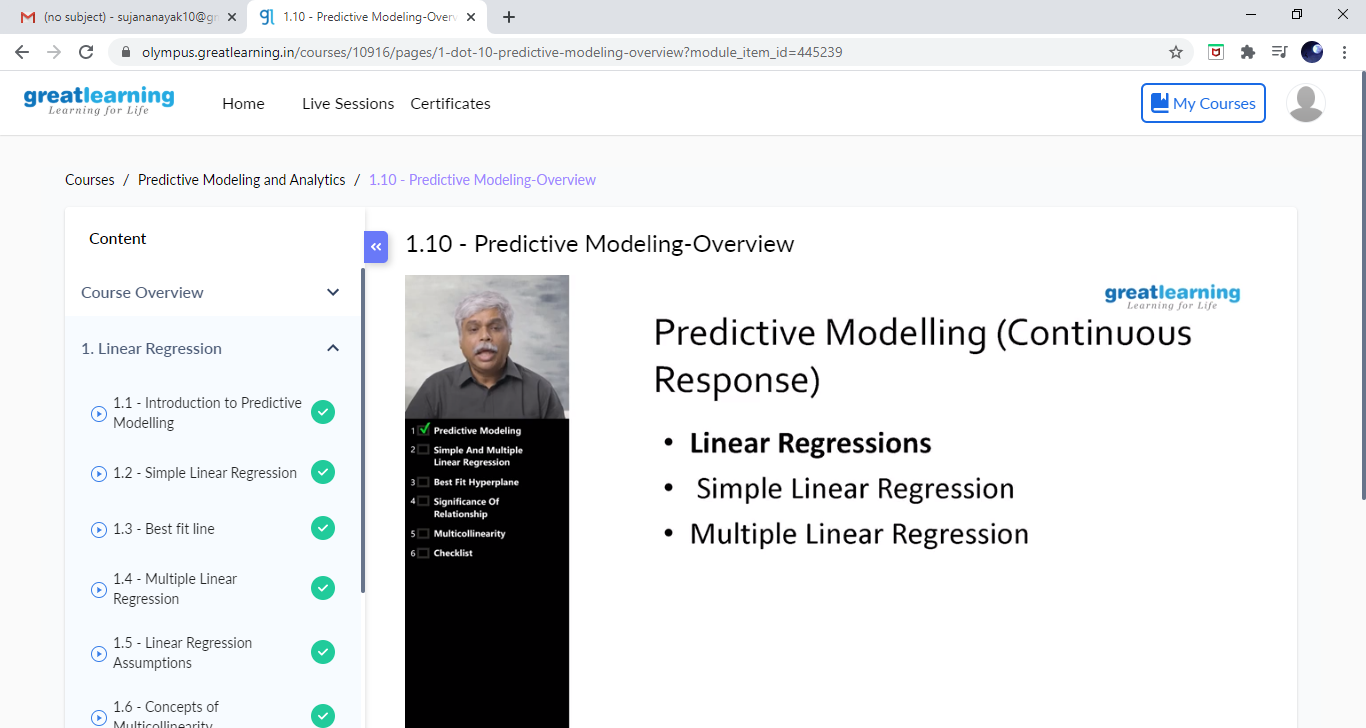 (no subject) - sujananayak10@gm
1.10 - Predictive Modeling-Overv
olympus.greatlearning.in/courses/10916/pages/1-dot-10-predictive-modeling-overview?module_item_id=445239
greatlearning
Learning for Life
Home
Live Sessions
Certificates
My Courses
Courses / Predictive Modeling and Analytics / 1.10 - Predictive Modeling-Overview
Content
Course Overview
1. Linear Regression
1.1 - Introduction to Predictive
Modelling
1.2 - Simple Linear Regression
1.3 - Best fit line
1.4 - Multiple Linear
Regression
1.5 - Linear Regression
Assumptions
1.6 - Concepts of
Multicollinearity
1.10 - Predictive Modeling-Overview
1 Predictive Modeling
2 Simple And Multiple
Linear Regression
3 Best Fit Hyperplane
4 Significance Of
Relationship
5 Multicollinearity
6 Checklist
greatlearning
Learning for Life
Predictive Modelling (Continuous
Response)
• Linear Regressions
• Simple Linear Regression
• Multiple Linear Regression